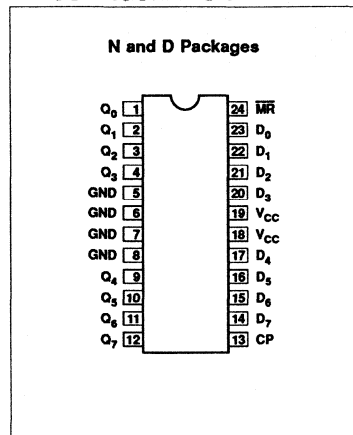 N and D Packages
Q0 1 24 MR
Q1 2 23 D0
Q2 3 22 D1
Q3 4 21 D2
GND 5 20 D3
GND 6 19 VCC
GND 7 18 VCC
GND 8 17 D4
Q4 9 16 D5
Q5 10 15 D6
Q6 11 14 D7
Q7 12 13 CP